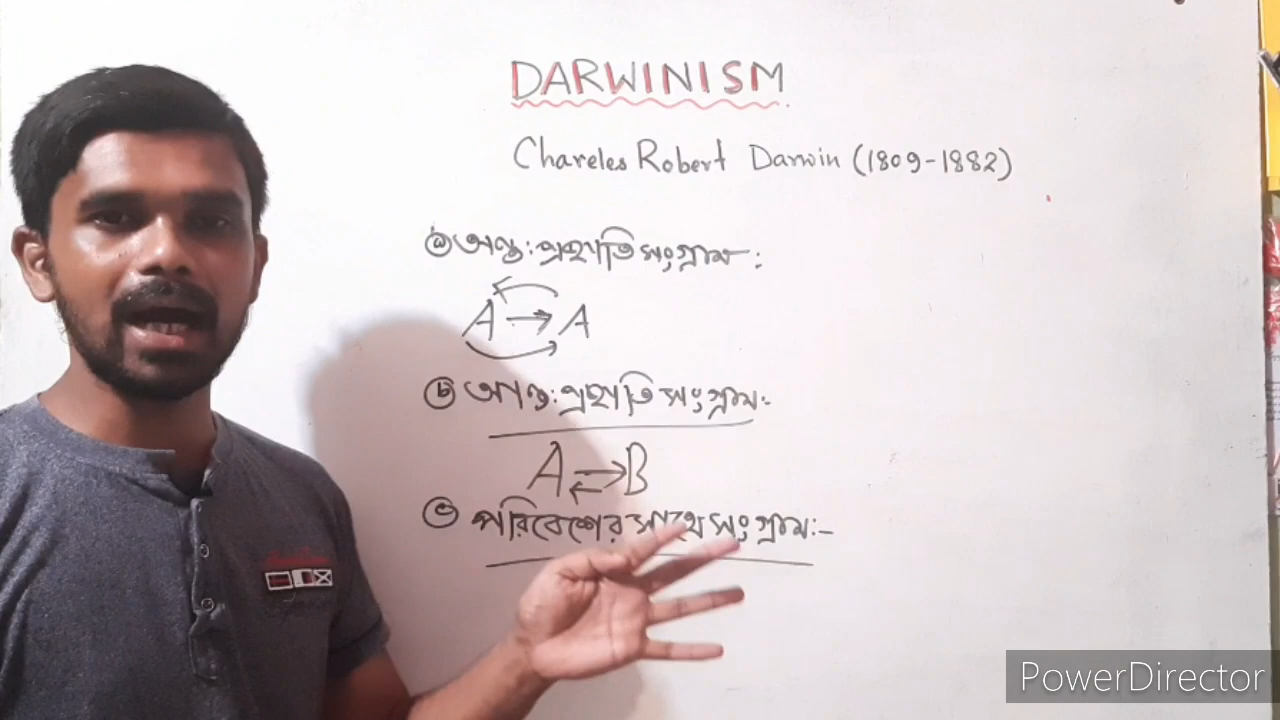 DARWINISM.
Chareles Robert Darwin (1809-1882)
ⓐ অন্তঃপ্রজাতি সংগ্রাম:
A → A
ⓑ আন্তঃপ্রজাতি সংগ্রাম:
A ⇄ B
ⓒ পরিবেশের সাথে সংগ্রাম:-
PowerDirector